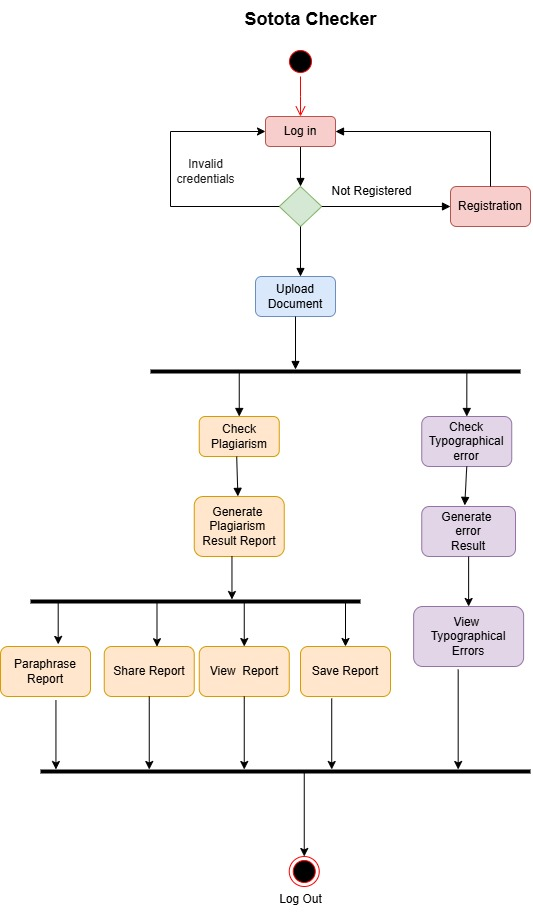 Sotota Checker
Log in
Invalid
credentials
Not Registered
Registration
Upload
Document
Check
Plagiarism
Check
Typographical
error
Generate
Plagiarism
Result Report
Generate
error
Result
View
Typographical
Errors
Paraphrase
Report
Share Report
View  Report
Save Report
Log Out